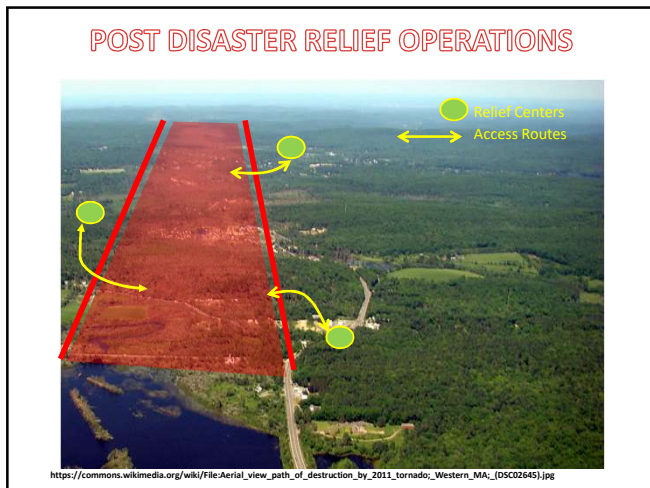 POST DISASTER RELIEF OPERATIONS
Relief Centers
Access Routes
https://commons.wikimedia.org/wiki/File:Aerial_view_path_of_destruction_by_2011_tornado;_Western_MA;_(DSC02645).jpg